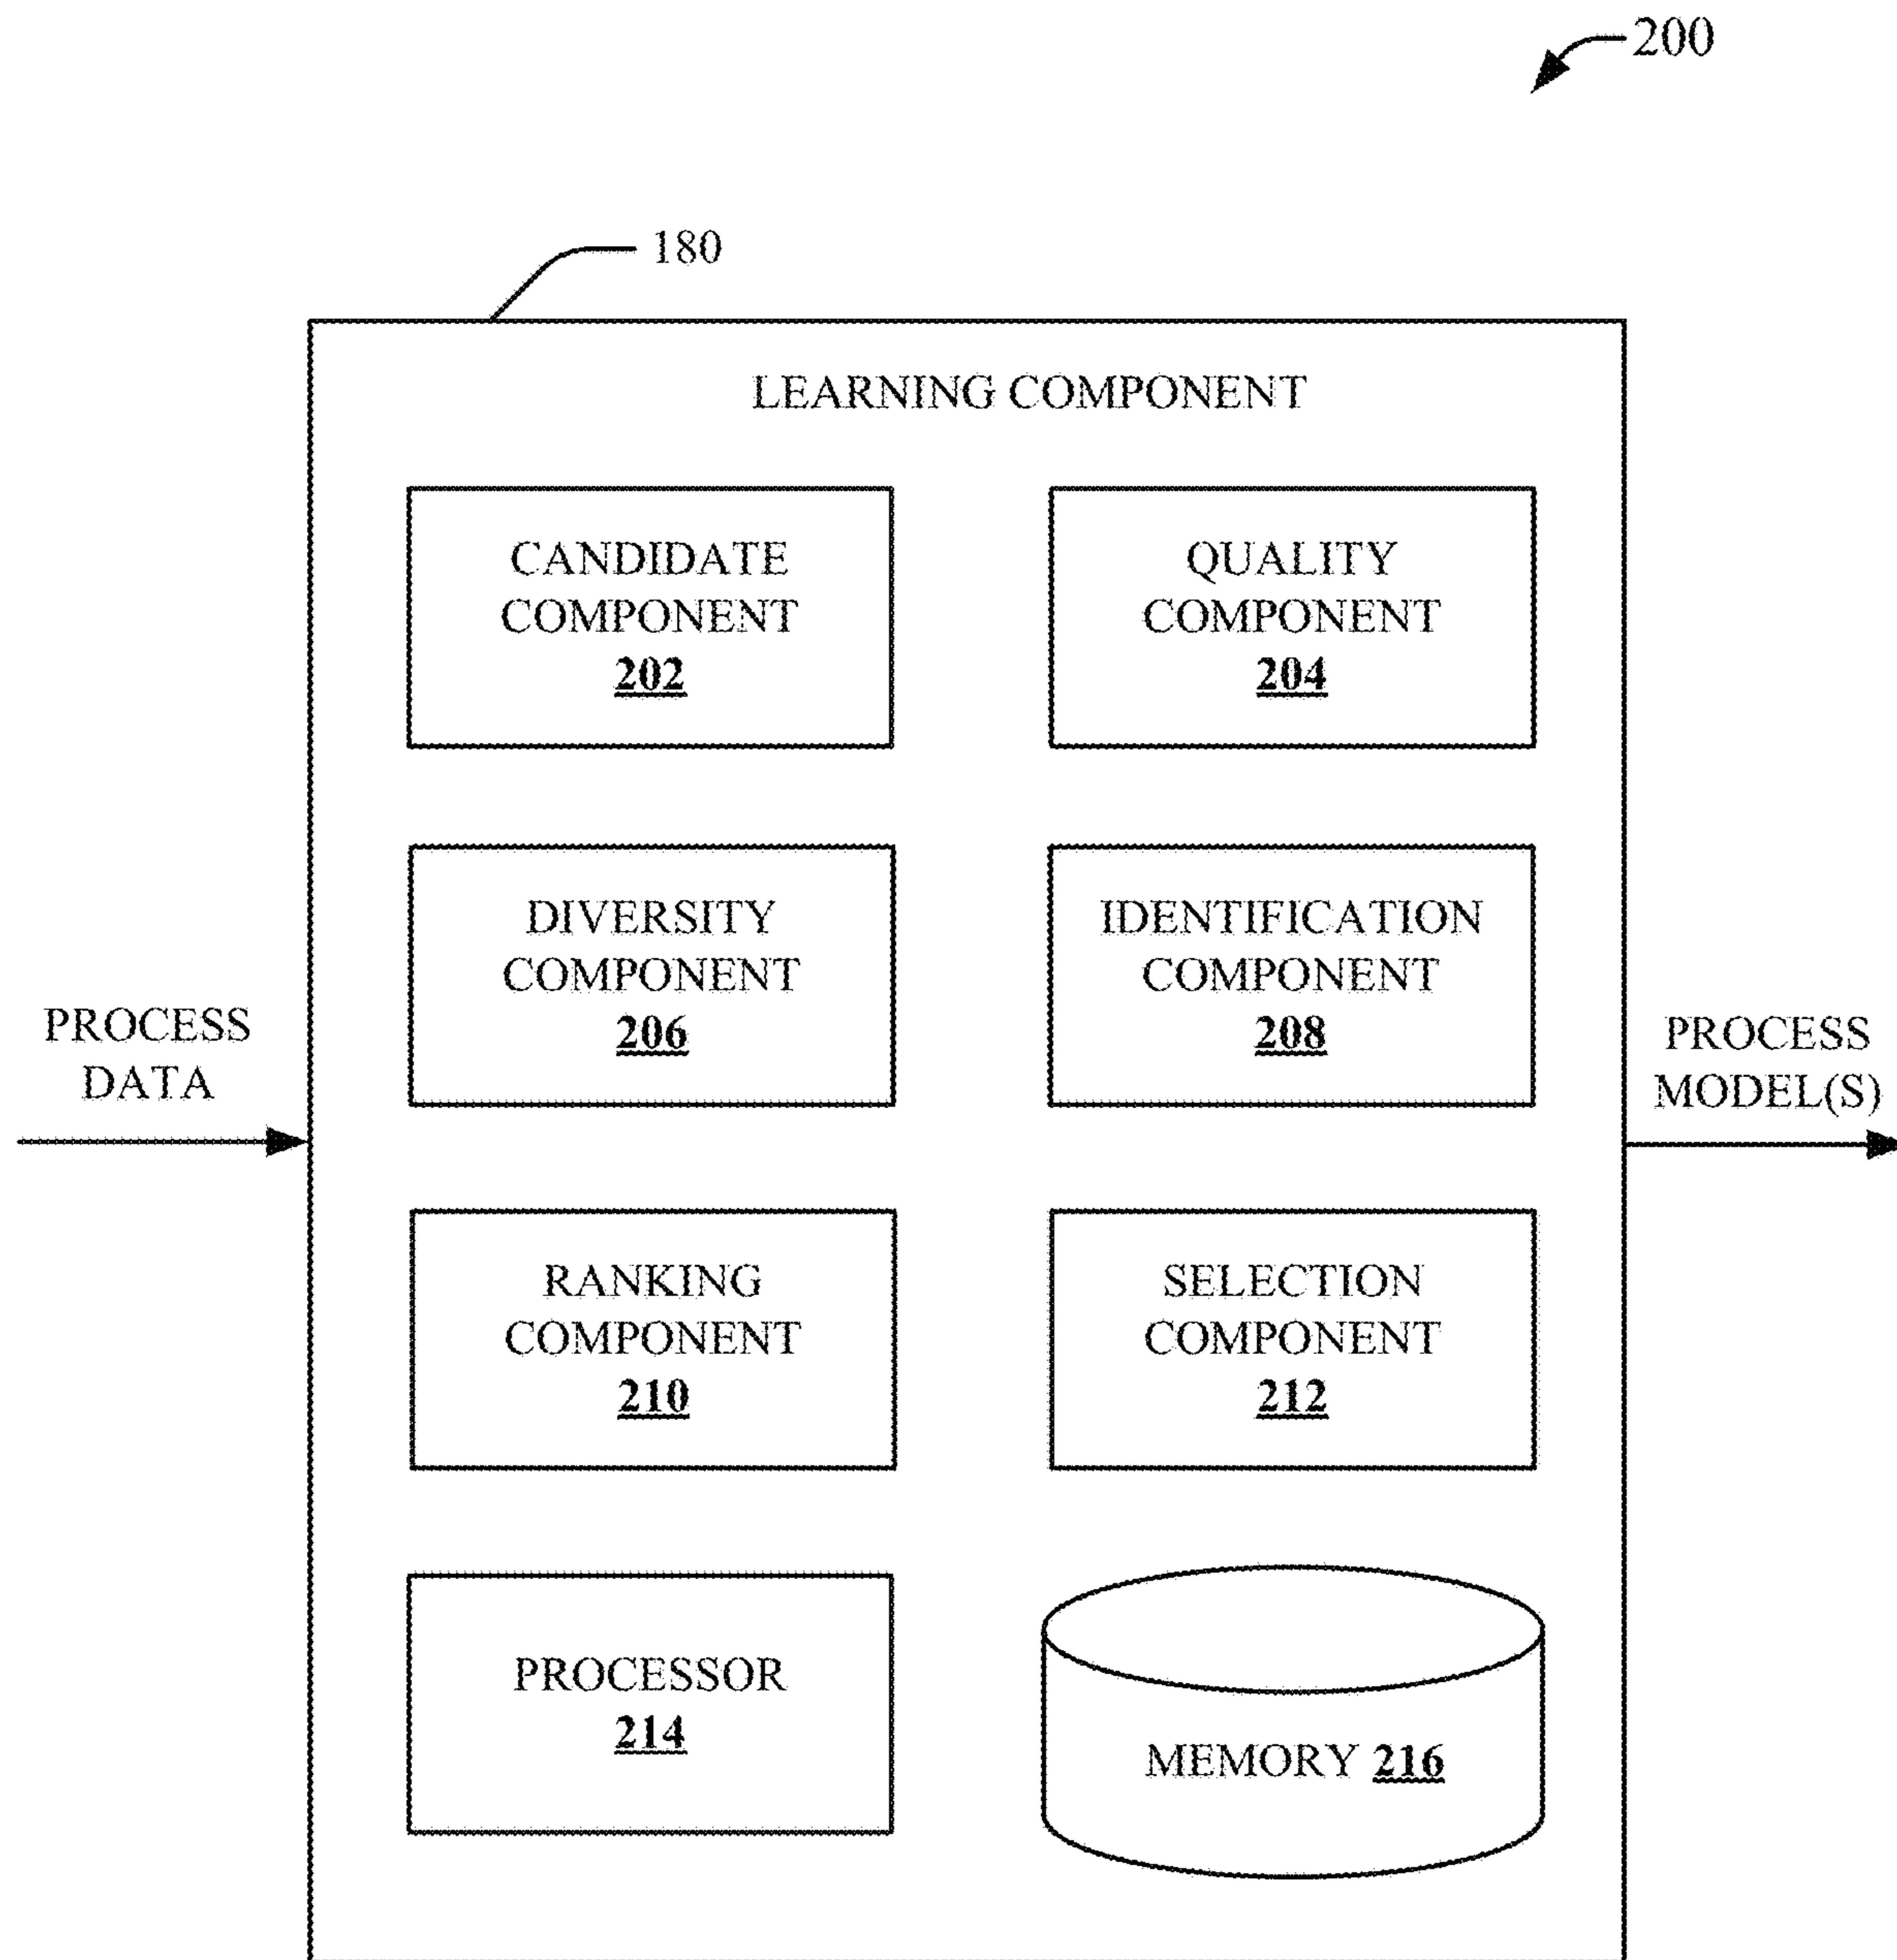 200
180
LEARNING COMPONENT
CANDIDATE
COMPONENT
202
QUALITY
COMPONENT
204
DIVERSITY
COMPONENT
206
IDENTIFICATION
COMPONENT
208
PROCESS
DATA
PROCESS
MODEL(S)
RANKING
COMPONENT
210
SELECTION
COMPONENT
212
PROCESSOR
214
MEMORY 216